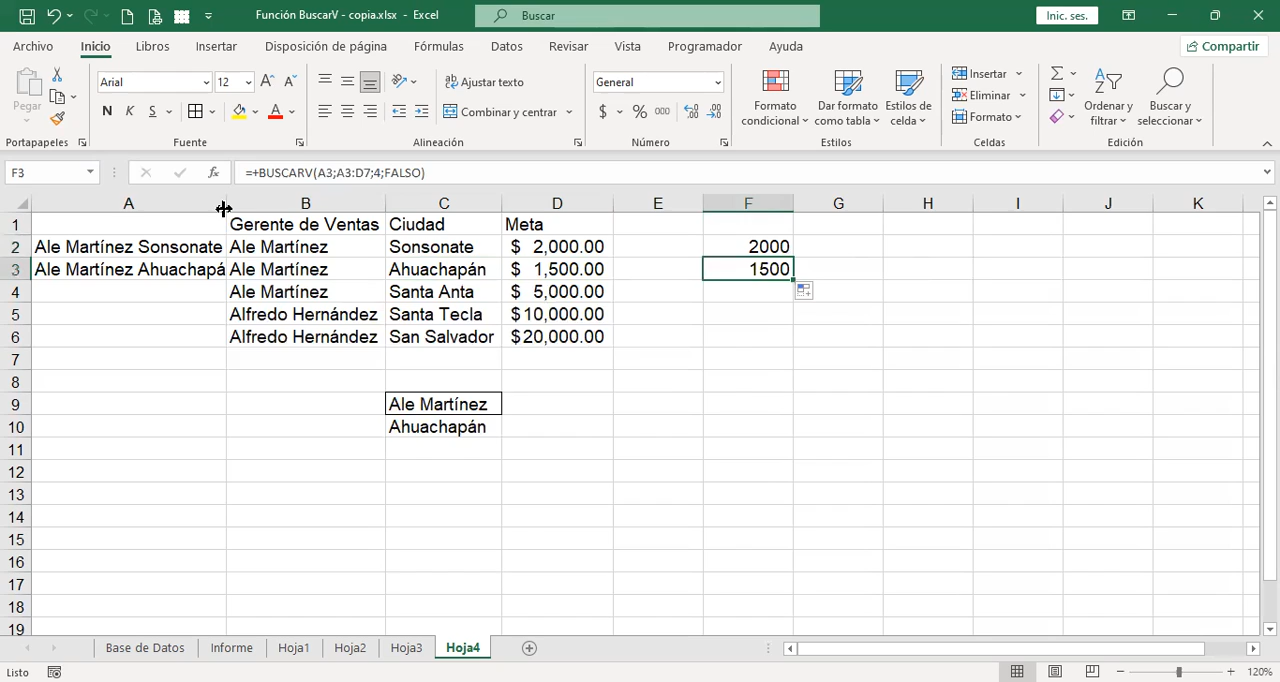 Función BuscarV - copia.xlsx - Excel
Buscar
Inic. ses.
Archivo Inicio Libros Insertar Disposición de página Fórmulas Datos Revisar Vista Programador Ayuda
Compartir
Pegar
Arial 12
N K S
Ajustar texto
Combinar y centrar
General
$ % 000
Formato condicional
Dar formato como tabla
Estilos de celda
Insertar
Eliminar
Formato
Ordenar y filtrar
Buscar y seleccionar
Portapapeles Fuente Alineación Número Estilos Celdas Edición
F3 fx =+BUSCARV(A3;A3:D7;4;FALSO)
A B C D E F G H I J K
1 Gerente de Ventas Ciudad Meta
2 Ale Martínez Sonsonate Ale Martínez Sonsonate $ 2,000.00 2000
3 Ale Martínez Ahuachapá Ale Martínez Ahuachapán $ 1,500.00 1500
4 Ale Martínez Santa Anta $ 5,000.00
5 Alfredo Hernández Santa Tecla $10,000.00
6 Alfredo Hernández San Salvador $20,000.00
7
8
9 Ale Martínez
10 Ahuachapán
11
12
13
14
15
16
17
18
19
Base de Datos Informe Hoja1 Hoja2 Hoja3 Hoja4
Listo 120%